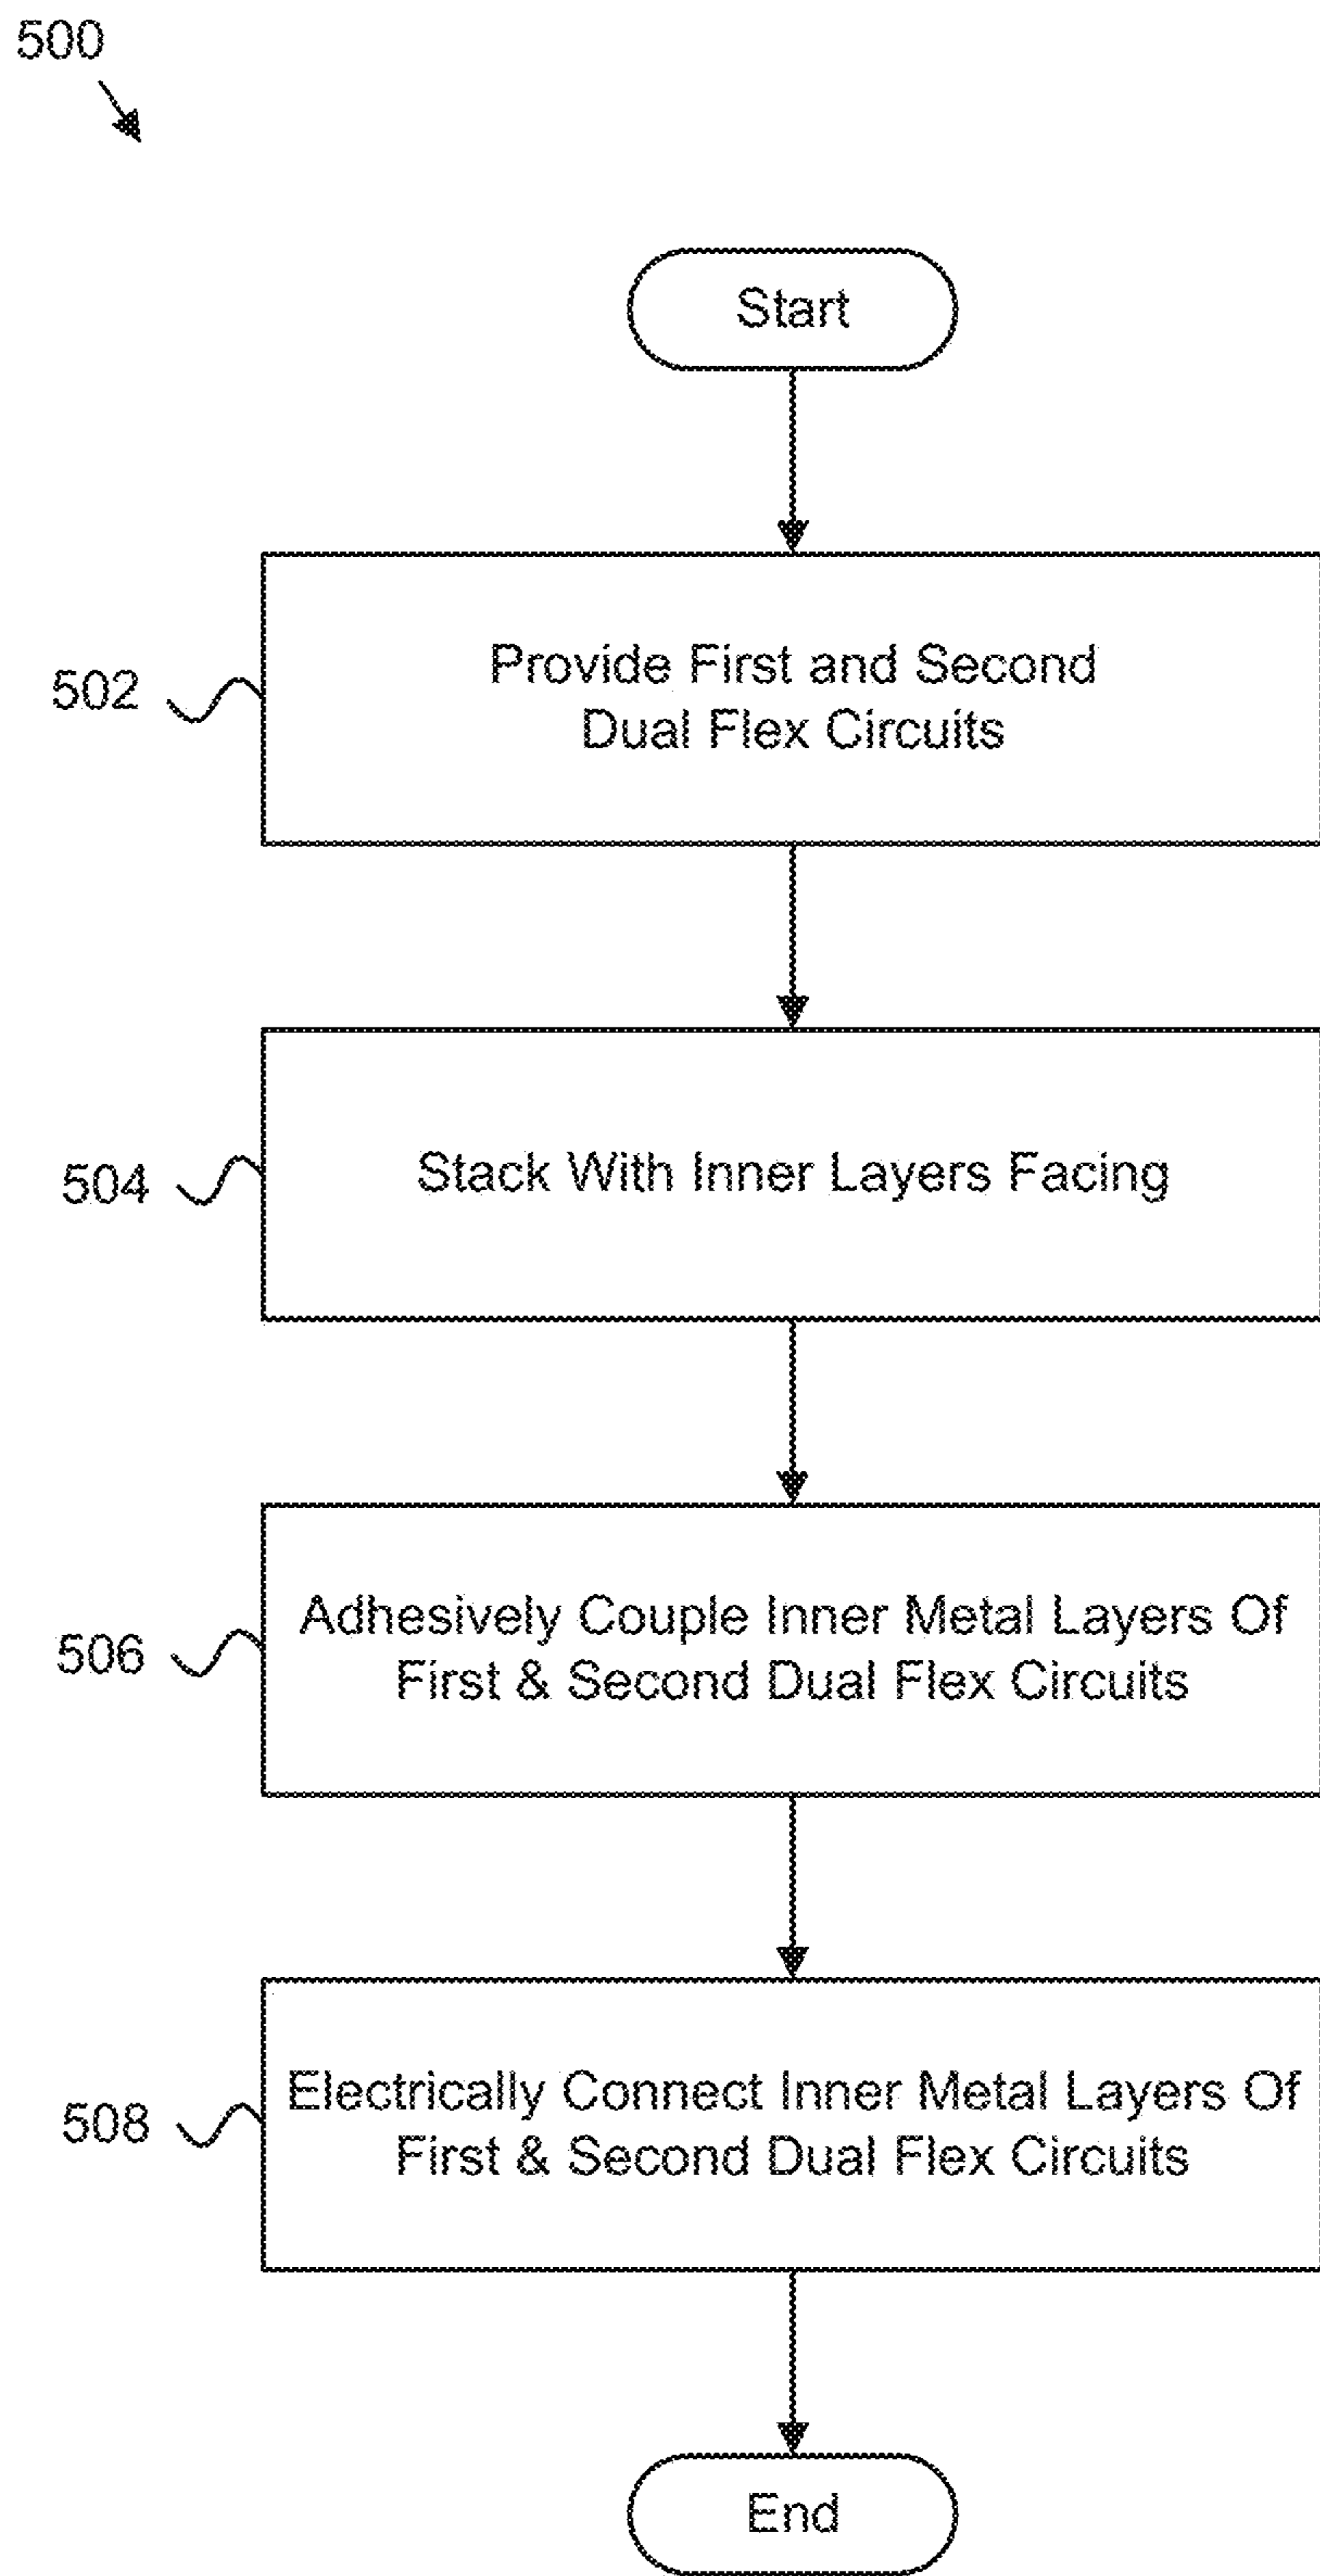 500
Start
502
Provide First and Second
Dual Flex Circuits
504
Stack With Inner Layers Facing
506
Adhesively Couple Inner Metal Layers Of
First & Second Dual Flex Circuits
508
Electrically Connect Inner Metal Layers Of
First & Second Dual Flex Circuits
End